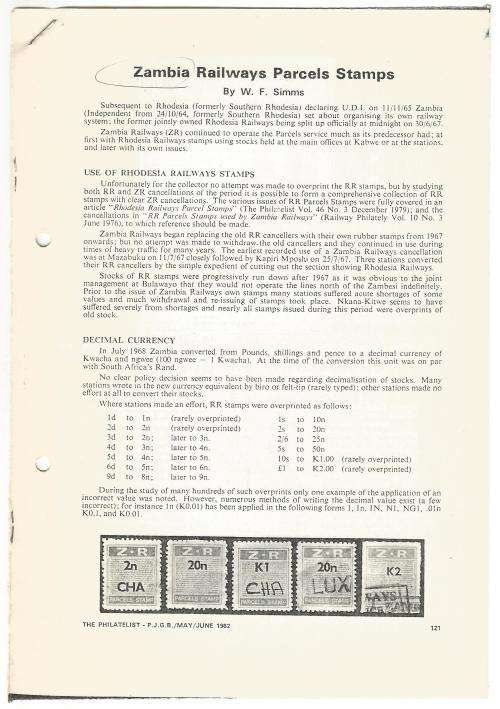 Zambia Railways Parcels Stamps
By W. F. Simms
Subsequent to Rhodesia (formerly Southern Rhodesia) declaring U.D.I. on 11/11/65 Zambia
(Independent from 24/10/64, formerly Southern Rhodesia) set about organising its own railway
system; the former jointly owned Rhodesia Railways being split up officially at midnight on 30/6/67.
Zambia Railways (ZR) continued to operate the Parcels service much as its predecessor had; at
first with Rhodesia Railways stamps using stocks held at the main offices at Kabwe or at the stations,
and later with its own issues.
USE OF RHODESIA RAILWAYS STAMPS
Unfortunately for the collector no attempt was made to overprint the RR stamps, but by studying
both RR and ZR cancellations of the period it is possible to form a comprehensive collection of RR
stamps with clear ZR cancellations. The various issues of RR Parcels Stamps were fully covered in an
article "Rhodesia Railways Parcel Stamps" (The Philatelist Vol. 46 No. 3 December 1979); and the
cancellations in "RR Parcels Stamps used by Zambia Railways" (Railway Philately Vol. 10 No. 3
June 1976), to which reference should be made.
Zambia Railways began replacing the old RR cancellers with their own rubber stamps from 1967
onwards; but no attempt was made to withdraw the old cancellers and they continued in use during
times of heavy traffic for many years. The earliest recorded use of a Zambia Railways cancellation
was at Mazabuku on 11/7/67 closely followed by Kapiri Mposhi on 25/7/67. Three stations converted
their RR cancellers by the simple expedient of cutting out the section showing Rhodesia Railways.
Stocks of RR stamps were progressively run down after 1967 as it was obvious to the joint
management at Bulawayo that they would not operate the lines north of the Zambesi indefinitely.
Prior to the issue of Zambia Railways own stamps many stations suffered acute shortages of some
values and much withdrawal and re-issuing of stamps took place. Nkana-Kitwe seems to have
suffered severely from shortages and nearly all stamps issued during this period were overprints of
old stock.
DECIMAL CURRENCY
In July 1968 Zambia converted from Pounds, shillings and pence to a decimal currency of
Kwacha and ngwee (100 ngwee = 1 Kwacha). At the time of the conversion this unit was on par
with South Africa's Rand.
No clear policy decision seems to have been made regarding decimalisation of stocks. Many
stations wrote in the new currency equivalent by biro or felt-tip (rarely typed); other stations made no
effort at all to convert their stocks.
Where stations made an effort, RR stamps were overprinted as follows:
1d to 1n (rarely overprinted) 1s to 10n
2d to 2n (rarely overprinted) 2s to 20n
3d to 2n; later to 3n. 2/6 to 25n
4d to 3n; later to 4n. 5s to 50n
5d to 4n; later to 5n. 10s to K1.00 (rarely overprinted)
6d to 5n; later to 6n. £1 to K2.00 (rarely overprinted)
9d to 8n; later to 9n.
During the study of many hundreds of such overprints only one example of the application of an
incorrect value was noted. However, numerous methods of writing the decimal value exist (a few
incorrect); for instance 1n (K0.01) has been applied in the following forms 1, 1n, 1N, N1, NG1, .01n
K0.1, and K0.01.
Z R Z R Z R Z R Z R
2n 20n K1 20n K2
CHA CHA LUX
PARCELS STAMP PARCELS STAMP PARCELS STAMP PARCELS STAMP
THE PHILATELIST - P.J.G.B./MAY/JUNE 1982 121